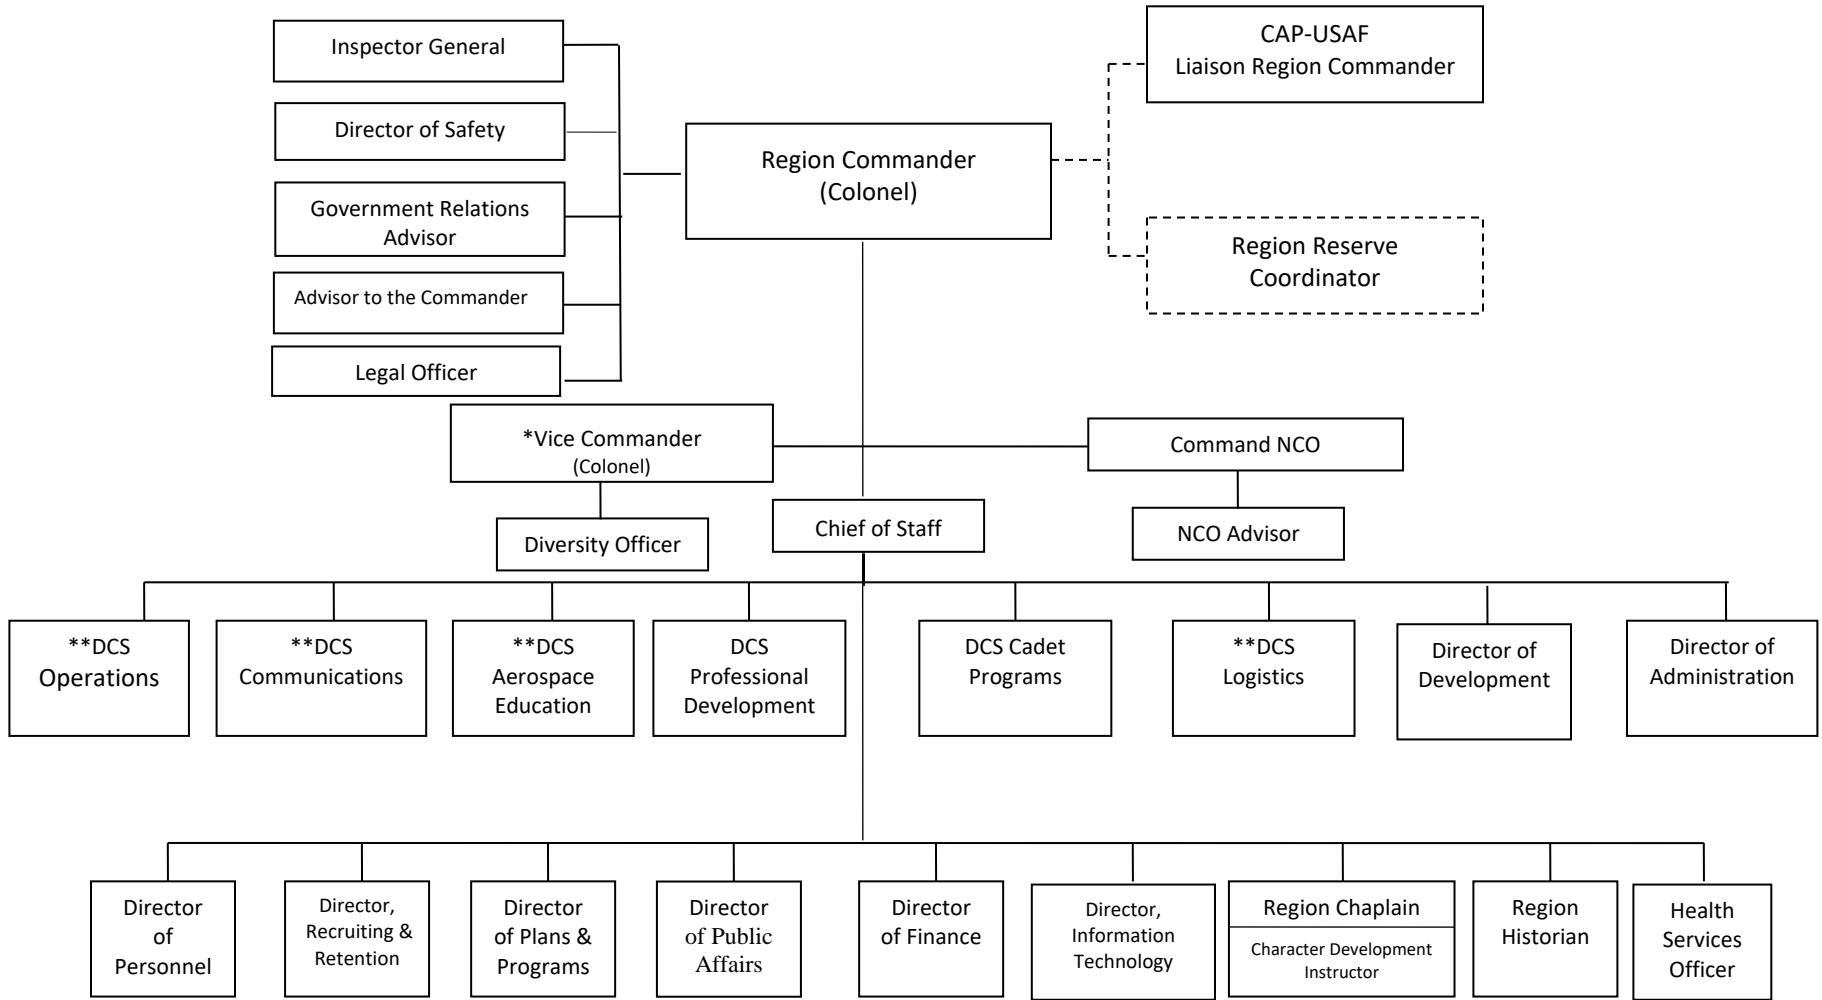 Inspector General
Director of Safety
Government Relations
Advisor
Advisor to the Commander
Legal Officer
Region Commander
(Colonel)
CAP-USAF
Liaison Region Commander
Region Reserve
Coordinator
*Vice Commander
(Colonel)
Command NCO
Diversity Officer
Chief of Staff
NCO Advisor
**DCS
Operations
**DCS
Communications
**DCS
Aerospace
Education
DCS
Professional
Development
DCS Cadet
Programs
**DCS
Logistics
Director of
Development
Director of
Administration
Director
of
Personnel
Director,
Recruiting &
Retention
Director
of Plans &
Programs
Director
of Public
Affairs
Director
of Finance
Director,
Information
Technology
Region Chaplain
Character Development
Instructor
Region
Historian
Health
Services
Officer